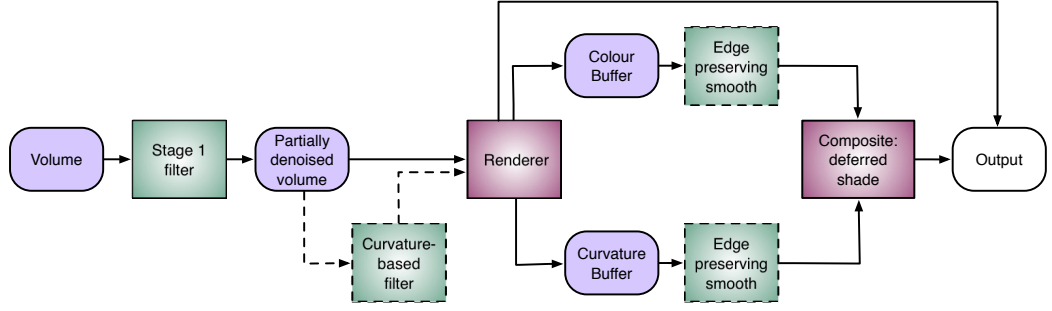 Volume
Stage 1
filter
Partially
denoised
volume
Curvature-
based
filter
Renderer
Colour
Buffer
Edge
preserving
smooth
Curvature
Buffer
Edge
preserving
smooth
Composite:
deferred
shade
Output